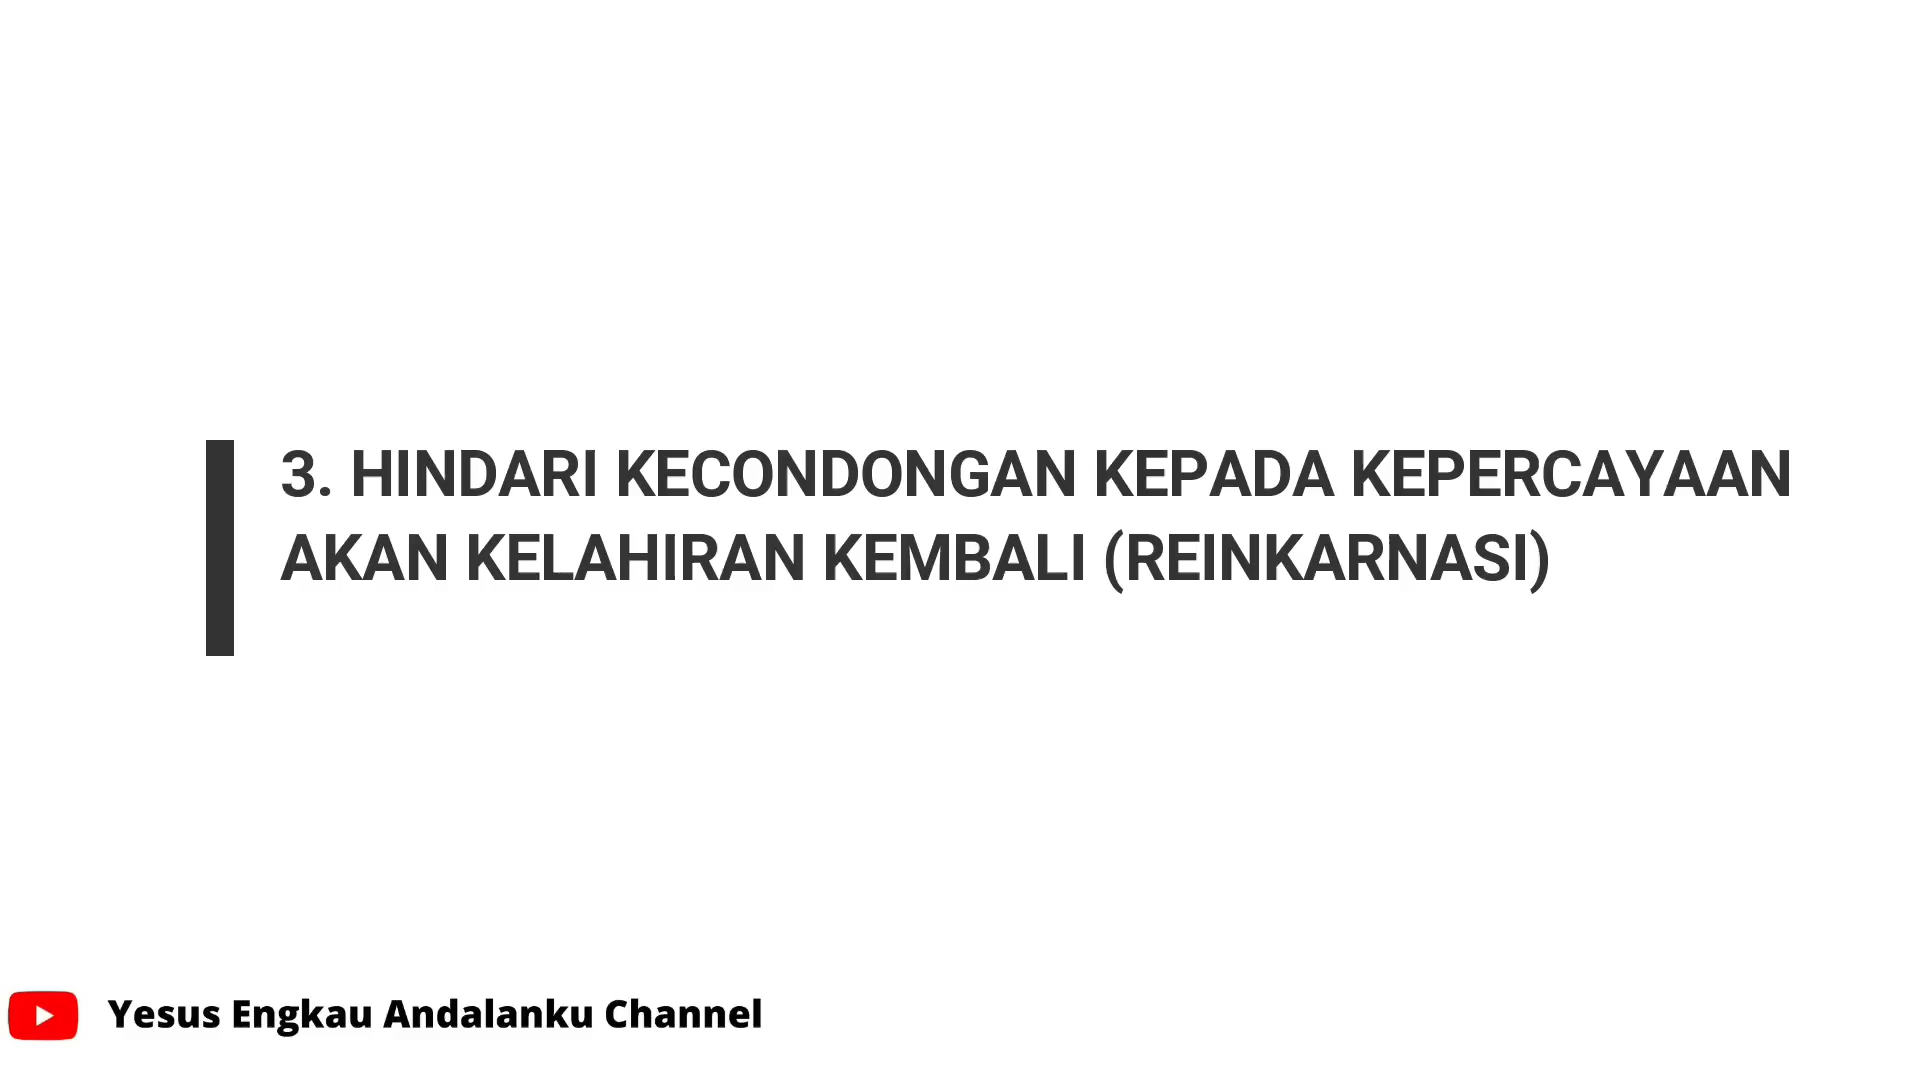 3. HINDARI KECONDONGAN KEPADA KEPERCAYAAN
AKAN KELAHIRAN KEMBALI (REINKARNASI)
Yesus Engkau Andalanku Channel